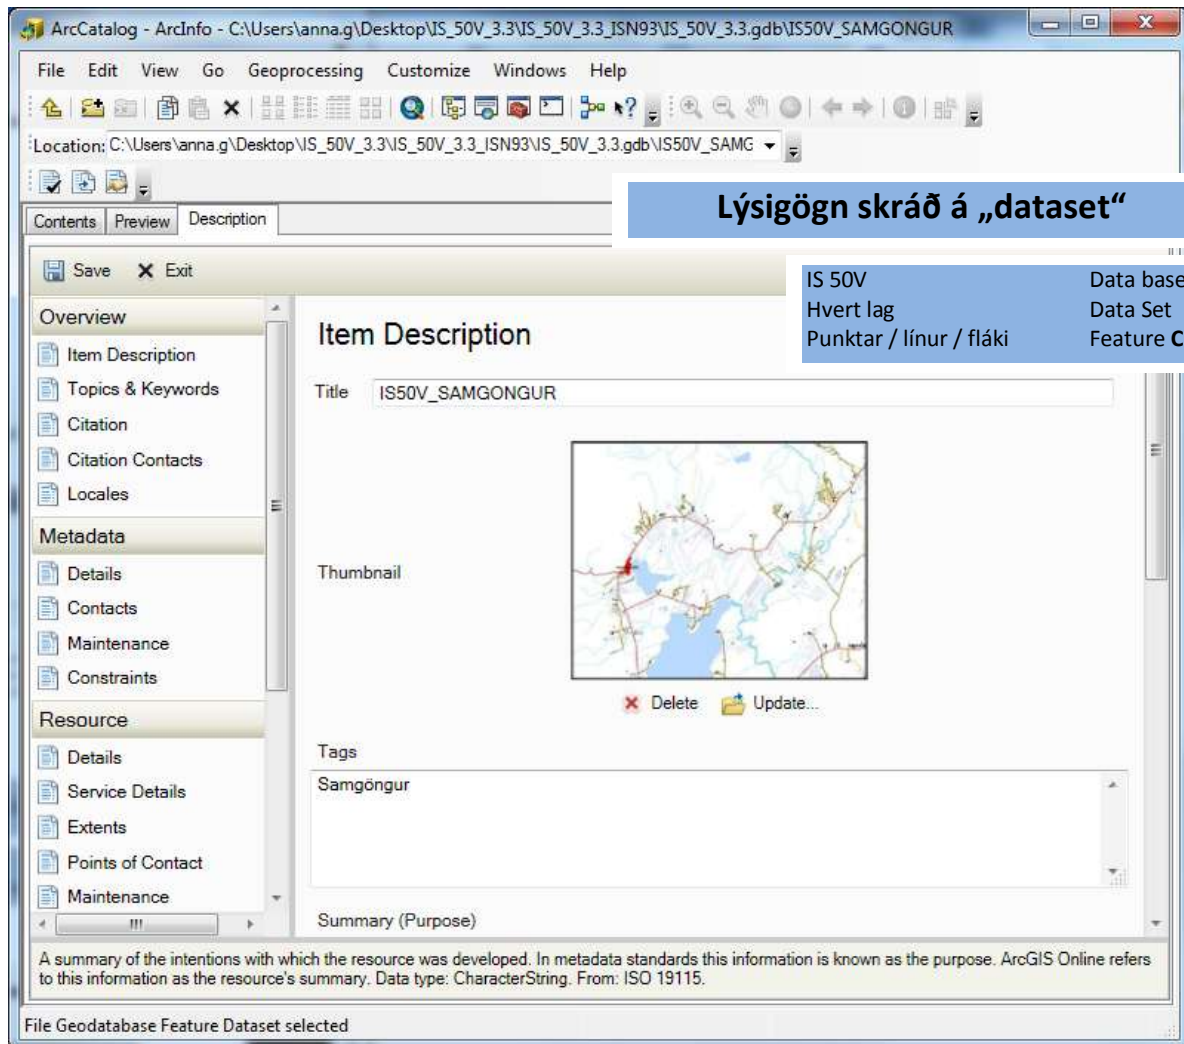 ArcCatalog - ArcInfo - C:\Users\anna.g\Desktop\IS_50V_3.3\IS_50V_3.3_ISN93\IS_50V_3.3.gdb\IS50V_SAMGONGUR
File Edit View Go Geoprocessing Customize Windows Help
Location: C:\Users\anna.g\Desktop\IS_50V_3.3\IS_50V_3.3_ISN93\IS_50V_3.3.gdb\IS50V_SAMG
Lýsigögn skráð á „dataset“
Contents Preview Description
Save Exit
IS 50V Data base
Hvert lag Data Set
Punktar / línur / fláki Feature C
Overview
Item Description
Topics & Keywords
Citation
Citation Contacts
Locales
Metadata
Details
Contacts
Maintenance
Constraints
Resource
Details
Service Details
Extents
Points of Contact
Maintenance
Item Description
Title IS50V_SAMGONGUR
Thumbnail
Delete Update...
Tags
Samgöngur
Summary (Purpose)
A summary of the intentions with which the resource was developed. In metadata standards this information is known as the purpose. ArcGIS Online refers
to this information as the resource's summary. Data type: CharacterString. From: ISO 19115.
File Geodatabase Feature Dataset selected